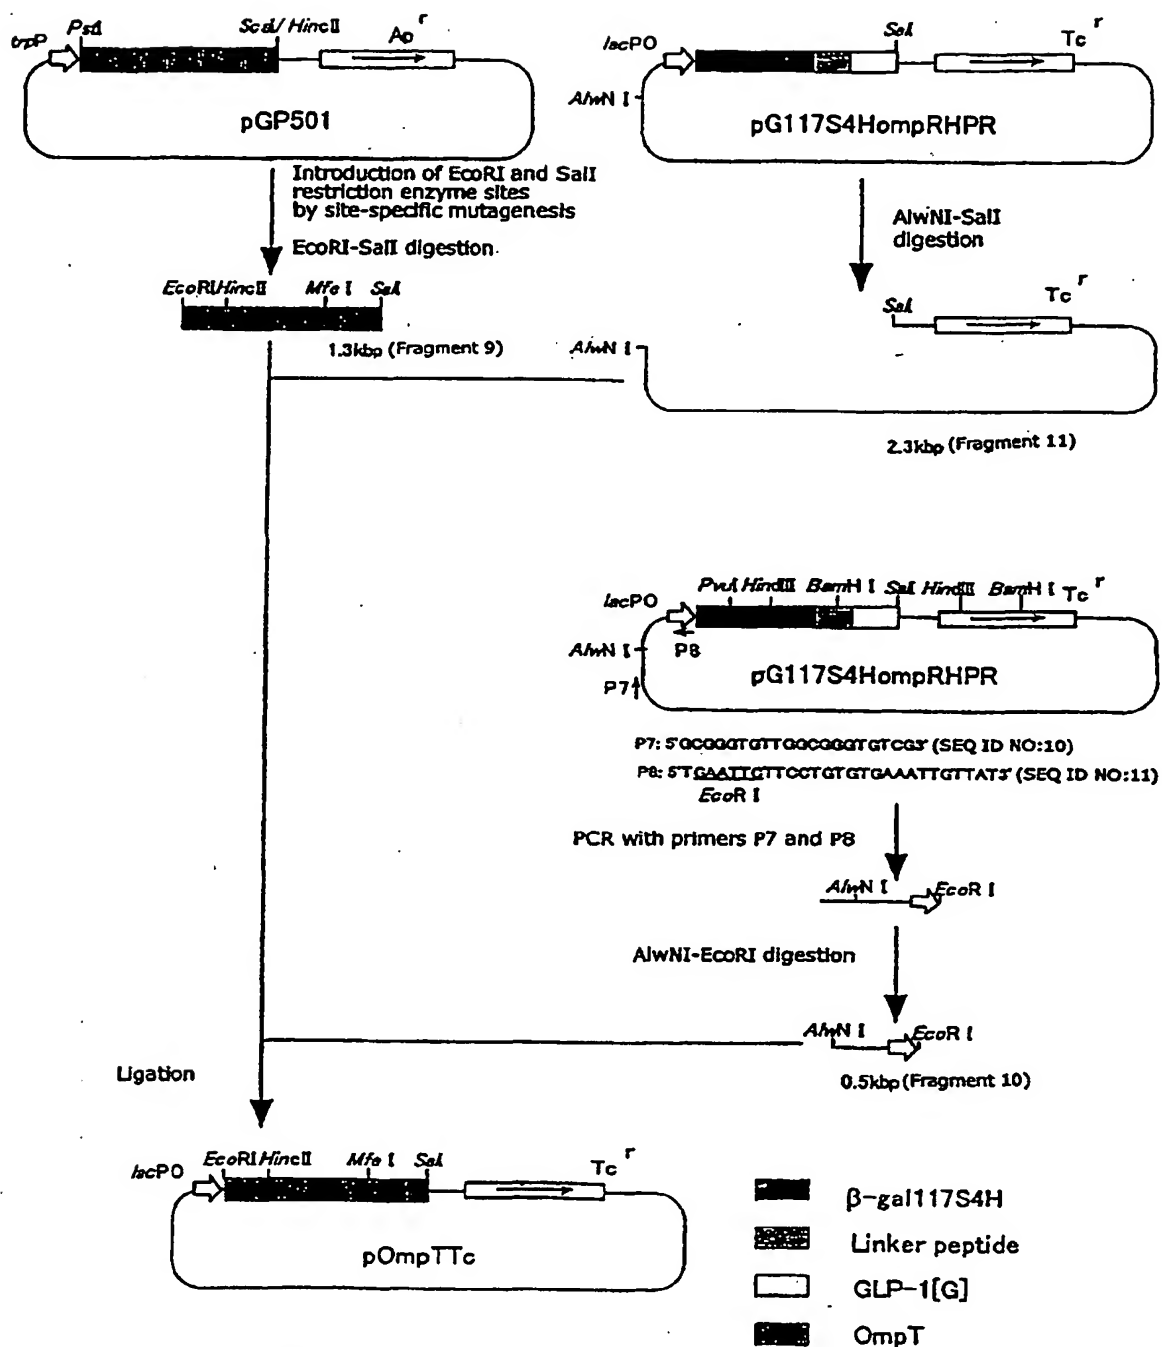 trpP PstI ScaI/HincII Ap r
pGP501
lacPO SalI Tc r
AlwN I
pG117S4HompRHPR
Introduction of EcoRI and SalI
restriction enzyme sites
by site-specific mutagenesis
EcoRI-SalI digestion
AlwNI-SalI
digestion
EcoRI HincII Mfe I SalI
1.3kbp (Fragment 9)
SalI Tc r
AlwN I
2.3kbp (Fragment 11)
lacPO PvuI HindIII BamH I SalI HindIII BamH I Tc r
AlwN I P8
P7
pG117S4HompRHPR
P7: 5'GCGGGTGTTGGCGGGTGTCG3' (SEQ ID NO:10)
P8: 5'TGAATTGTTCCTGTGTGAAATTGTTAT3' (SEQ ID NO:11)
EcoR I
PCR with primers P7 and P8
AlwN I EcoR I
AlwNI-EcoRI digestion
AlwN I EcoR I
0.5kbp (Fragment 10)
Ligation
lacPO EcoRI HincII Mfe I SalI Tc r
pOmpTTc
β-gal117S4H
Linker peptide
GLP-1[G]
OmpT